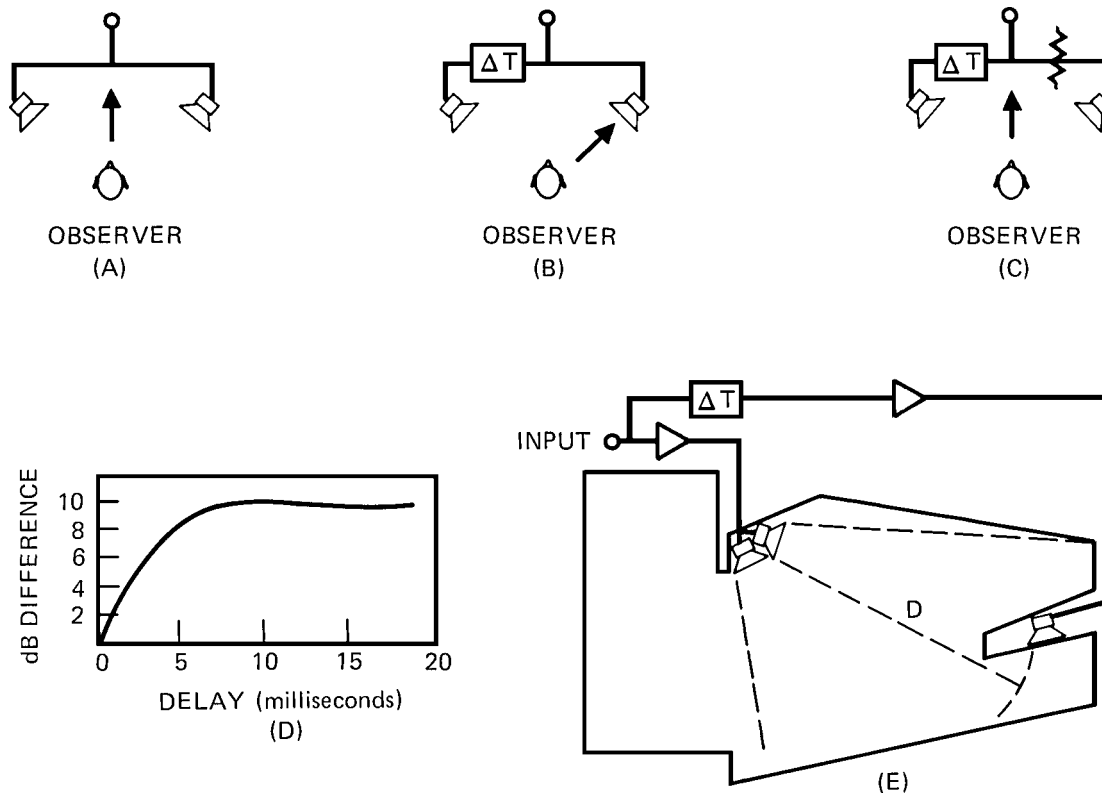 ΔT
ΔT
OBSERVER
(A)
OBSERVER
(B)
OBSERVER
(C)
ΔT
INPUT
dB DIFFERENCE
10
8
6
4
2
0
5
10
15
20
DELAY (milliseconds)
(D)
D
(E)